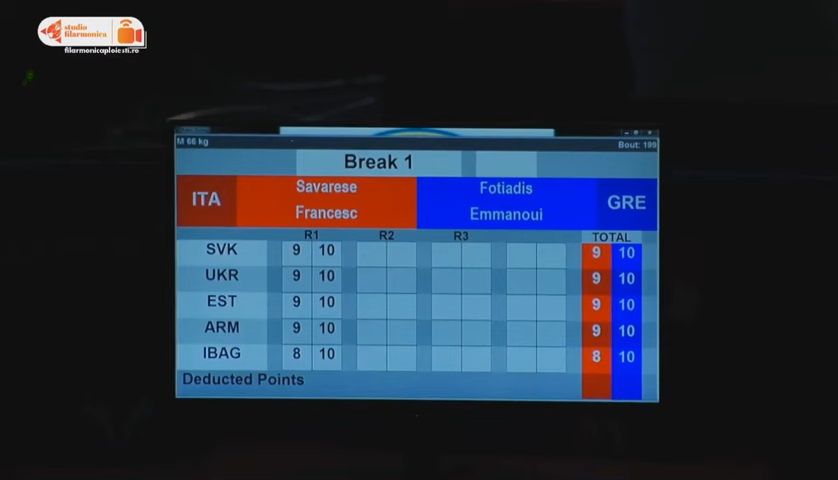 studio
filarmonica
filarmonicaploiesti.ro
M 66 kg
Bout: 199
Break 1
ITA
Savarese
Francesc
Fotiadis
Emmanoui
GRE
R1 R2 R3 TOTAL
SVK 9 10 9 10
UKR 9 10 9 10
EST 9 10 9 10
ARM 9 10 9 10
IBAG 8 10 8 10
Deducted Points